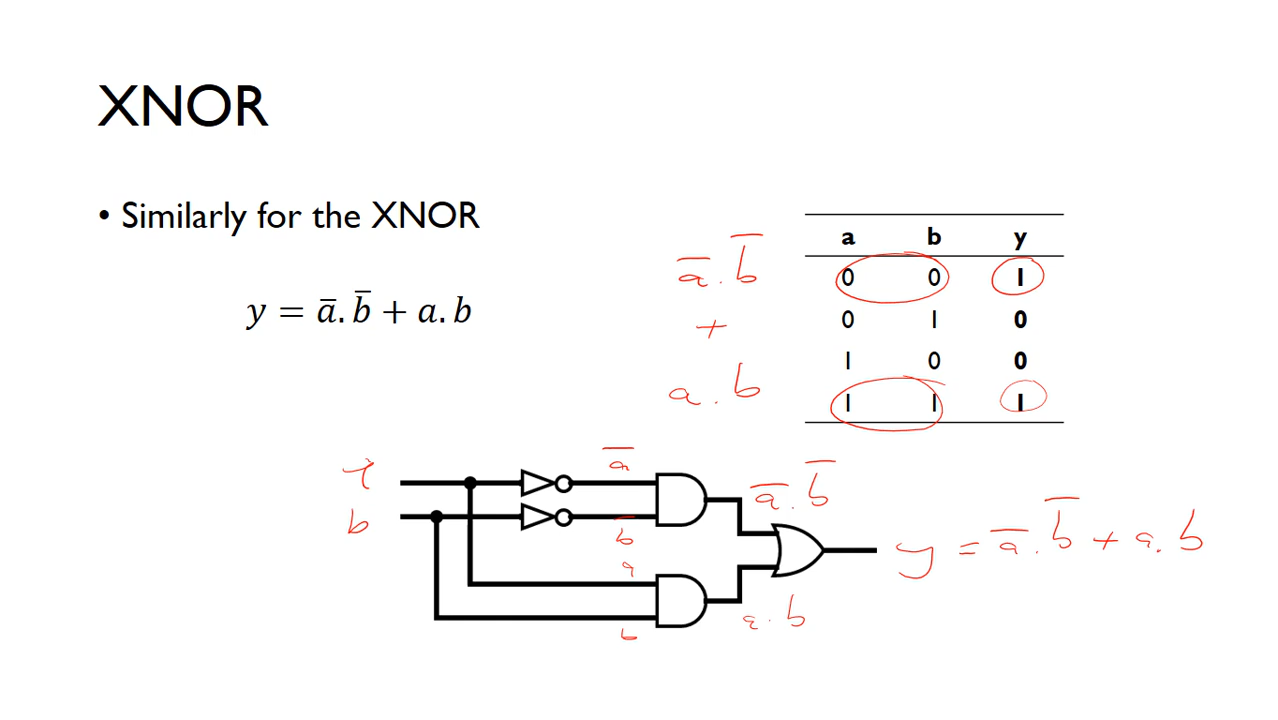 XNOR
• Similarly for the XNOR
y = a̅. b̅ + a. b
a b y
a̅ . b̅
0 0 1
+
0 1 0
1 0 0
a . b
1 1 1
a̅
a̅ . b̅
b
b̅
y = a̅ . b̅ + a. b
a
a . b
b